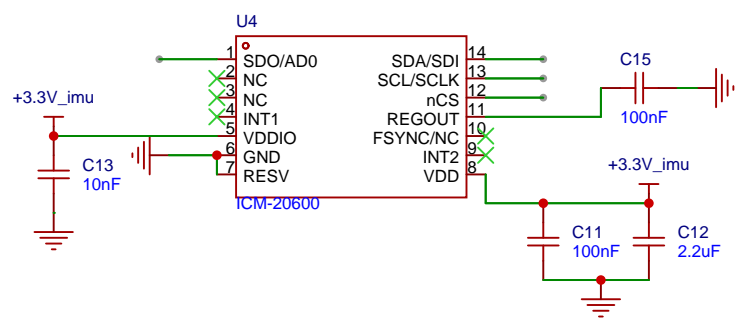 U4
1 SDO/AD0 SDA/SDI 14
2 NC SCL/SCLK 13
3 NC nCS 12
4 INT1 REGOUT 11
5 VDDIO FSYNC/NC 10
6 GND INT2 9
7 RESV VDD 8
ICM-20600
+3.3V_imu
C13
10nF
C15
100nF
+3.3V_imu
C11
100nF
C12
2.2uF